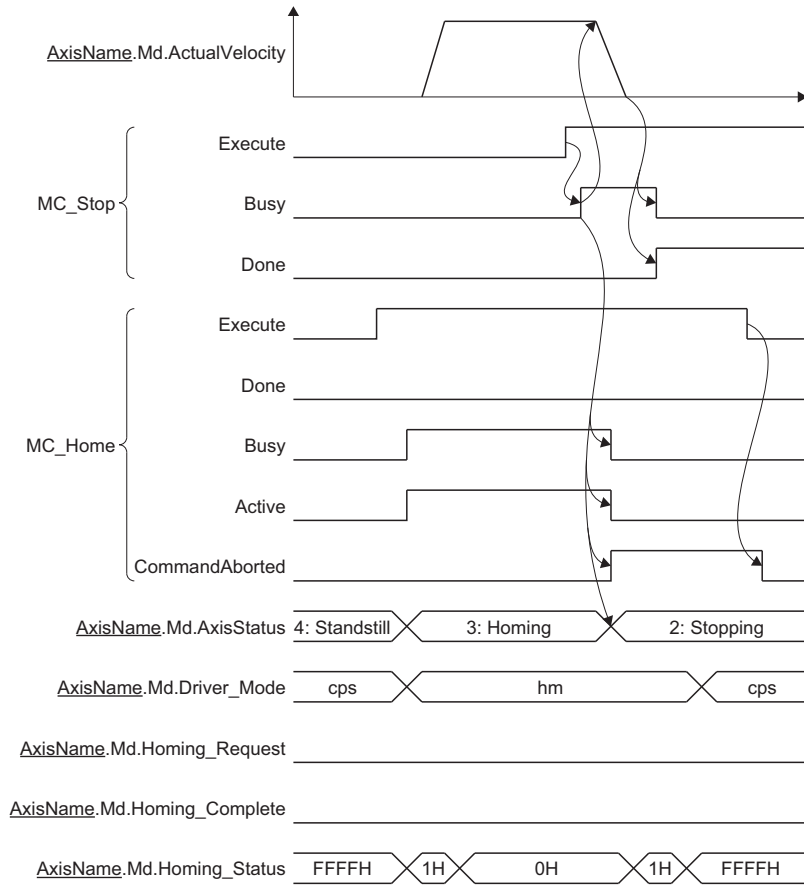 AxisName.Md.ActualVelocity
MC_Stop
Execute
Busy
Done
MC_Home
Execute
Done
Busy
Active
CommandAborted
AxisName.Md.AxisStatus 4: Standstill 3: Homing 2: Stopping
AxisName.Md.Driver_Mode cps hm cps
AxisName.Md.Homing_Request
AxisName.Md.Homing_Complete
AxisName.Md.Homing_Status FFFFH 1H 0H 1H FFFFH